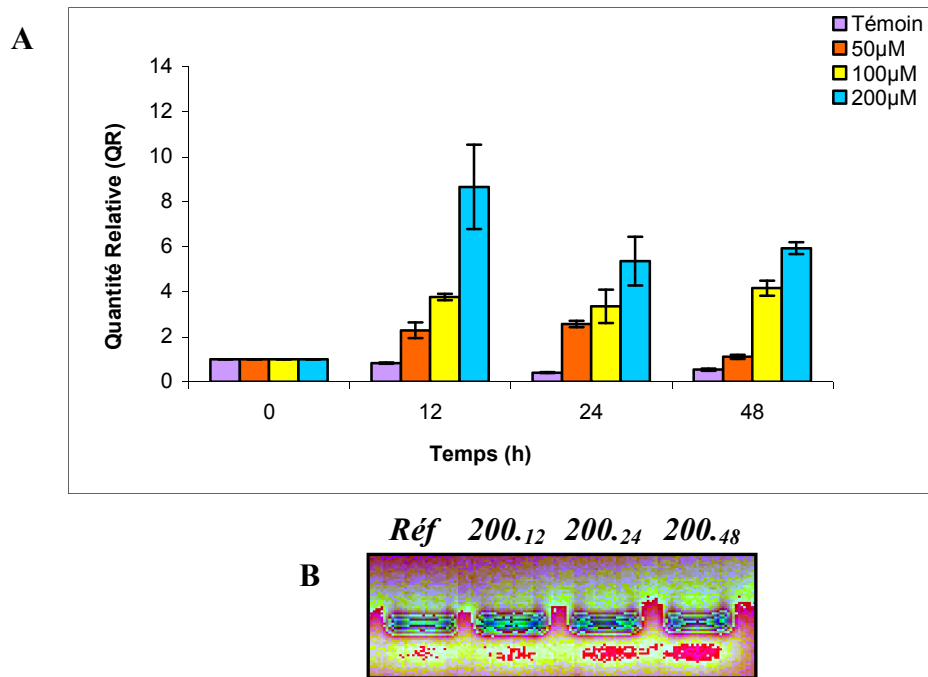 A
Témoin
50µM
100µM
200µM
Quantité Relative (QR)
14
12
10
8
6
4
2
0
0 12 24 48
Temps (h)
Réf 200.12 200.24 200.48
B